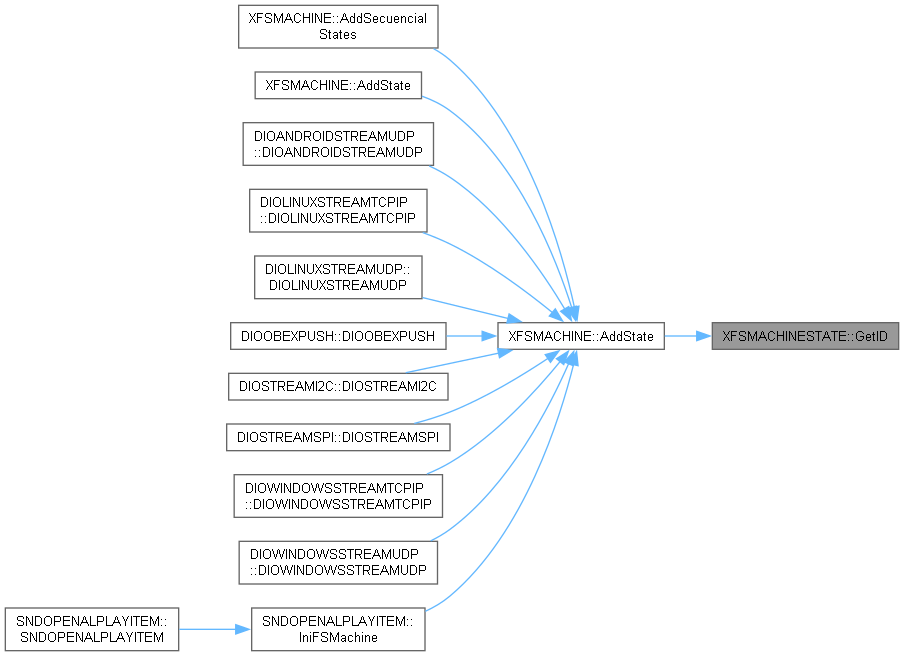 XFSMACHINE::AddSecuencial
States
XFSMACHINE::AddState
DIOANDROIDSTREAMUDP
::DIOANDROIDSTREAMUDP
DIOLINUXSTREAMTCPIP
::DIOLINUXSTREAMTCPIP
DIOLINUXSTREAMUDP::
DIOLINUXSTREAMUDP
DIOOBEXPUSH::DIOOBEXPUSH
XFSMACHINE::AddState
XFSMACHINESTATE::GetID
DIOSTREAMI2C::DIOSTREAMI2C
DIOSTREAMSPI::DIOSTREAMSPI
DIOWINDOWSSTREAMTCPIP
::DIOWINDOWSSTREAMTCPIP
DIOWINDOWSSTREAMUDP
::DIOWINDOWSSTREAMUDP
SNDOPENALPLAYITEM::
SNDOPENALPLAYITEM
SNDOPENALPLAYITEM::
IniFSMachine